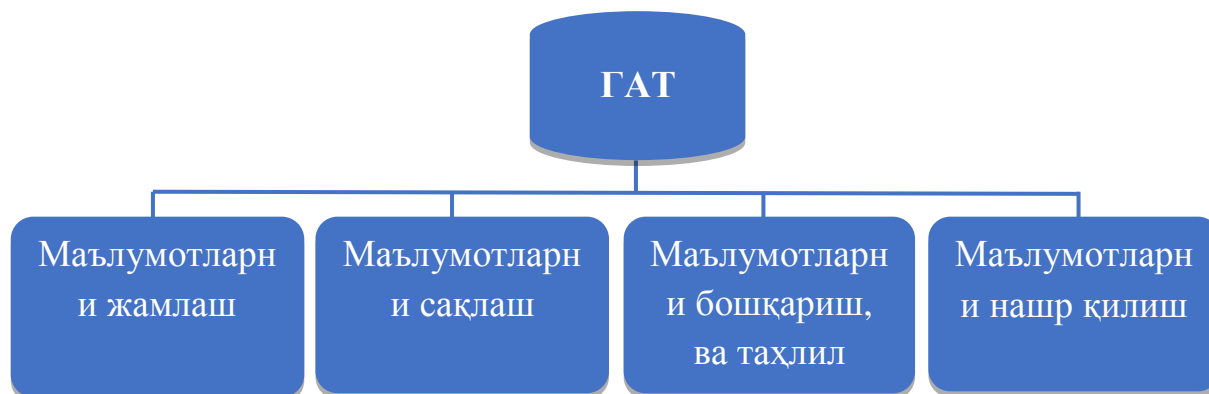 ГАТ
Маълумотларн
и жамлаш
Маълумотларн
и сақлаш
Маълумотларн
и бошқариш,
ва таҳлил
Маълумотларн
и нашр қилиш